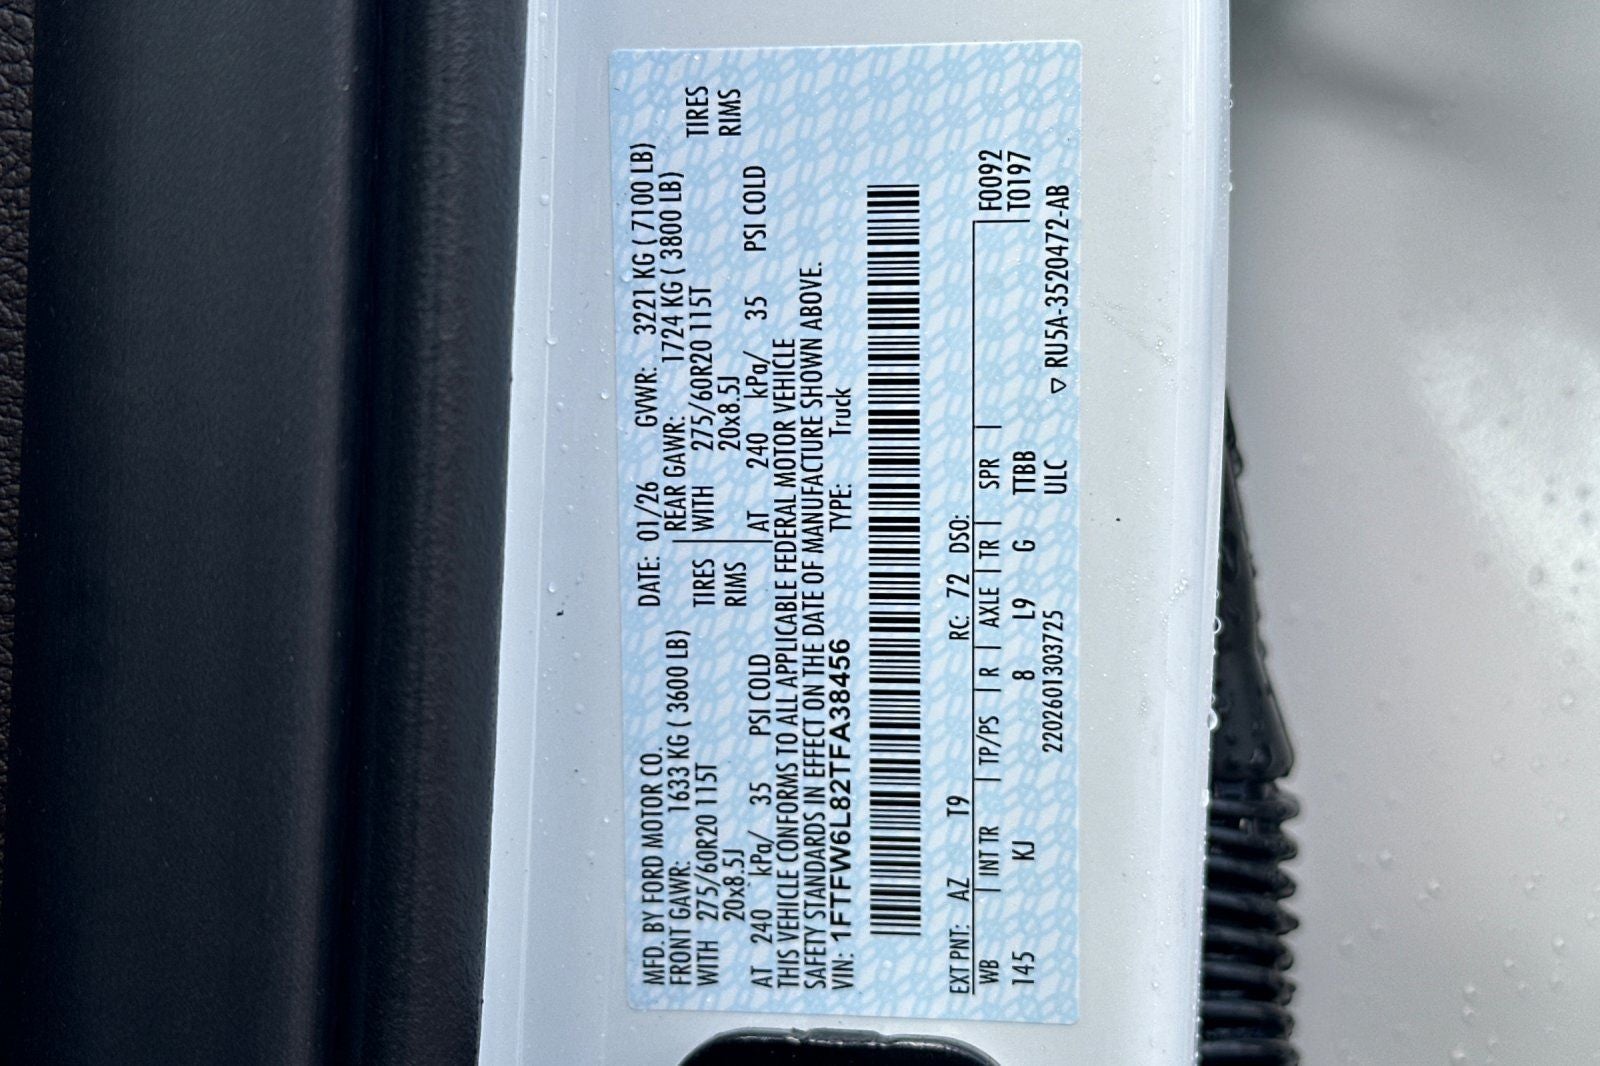 MFD. BY FORD MOTOR CO. DATE: 01/26 GVWR: 3221 KG ( 7100 LB)
FRONT GAWR: 1633 KG ( 3600 LB) REAR GAWR: 1724 KG ( 3800 LB)
WITH 275/60R20 115T TIRES WITH 275/60R20 115T TIRES
20x8.5J RIMS 20x8.5J RIMS
AT 240 kPa/ 35 PSI COLD AT 240 kPa/ 35 PSI COLD
THIS VEHICLE CONFORMS TO ALL APPLICABLE FEDERAL MOTOR VEHICLE
SAFETY STANDARDS IN EFFECT ON THE DATE OF MANUFACTURE SHOWN ABOVE.
VIN: 1FTFW6L82TFA38456 TYPE: Truck
EXT PNT: AZ T9 RC: 72 DSO:
WB INT TR TP/PS R AXLE TR SPR F0092
145 KJ 8 L9 G TTBB T0197
ULC
220260130 3725 ▽ RU5A-3520472-AB